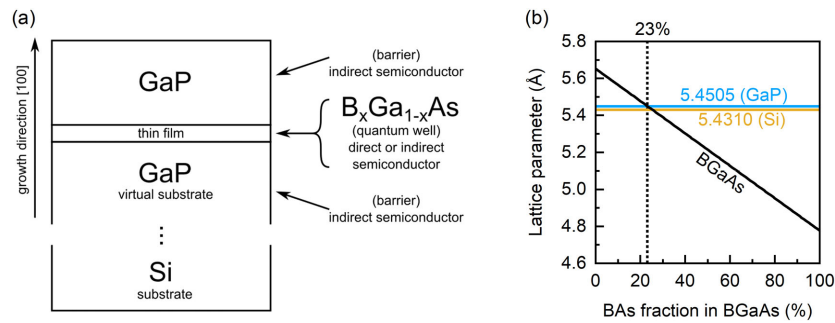 (a)
growth direction [100]
GaP
thin film
GaP
virtual substrate
⋮
Si
substrate
(barrier)
indirect semiconductor
BₓGa₁₋ₓAs
(quantum well)
direct or indirect
semiconductor
(barrier)
indirect semiconductor
(b)
23%
Lattice parameter (Å)
5.8
5.6
5.4
5.2
5.0
4.8
4.6
5.4505 (GaP)
5.4310 (Si)
BGaAs
0 20 40 60 80 100
BAs fraction in BGaAs (%)